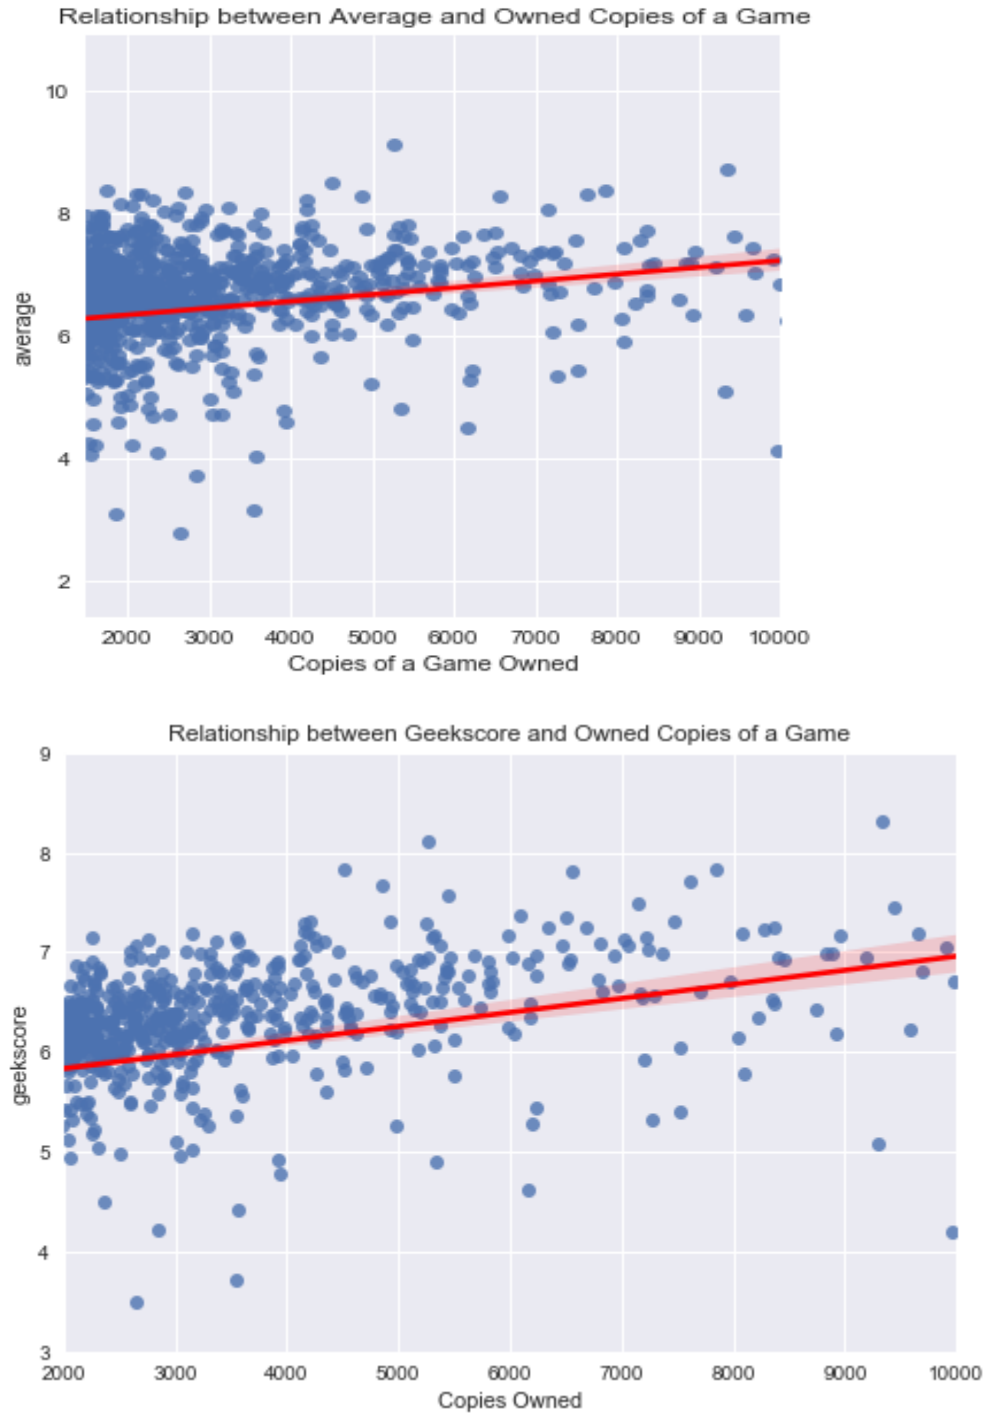 Relationship between Average and Owned Copies of a Game
10
8
6
4
2
average
2000 3000 4000 5000 6000 7000 8000 9000 10000
Copies of a Game Owned
Relationship between Geekscore and Owned Copies of a Game
9
8
7
6
5
4
3
geekscore
2000 3000 4000 5000 6000 7000 8000 9000 10000
Copies Owned